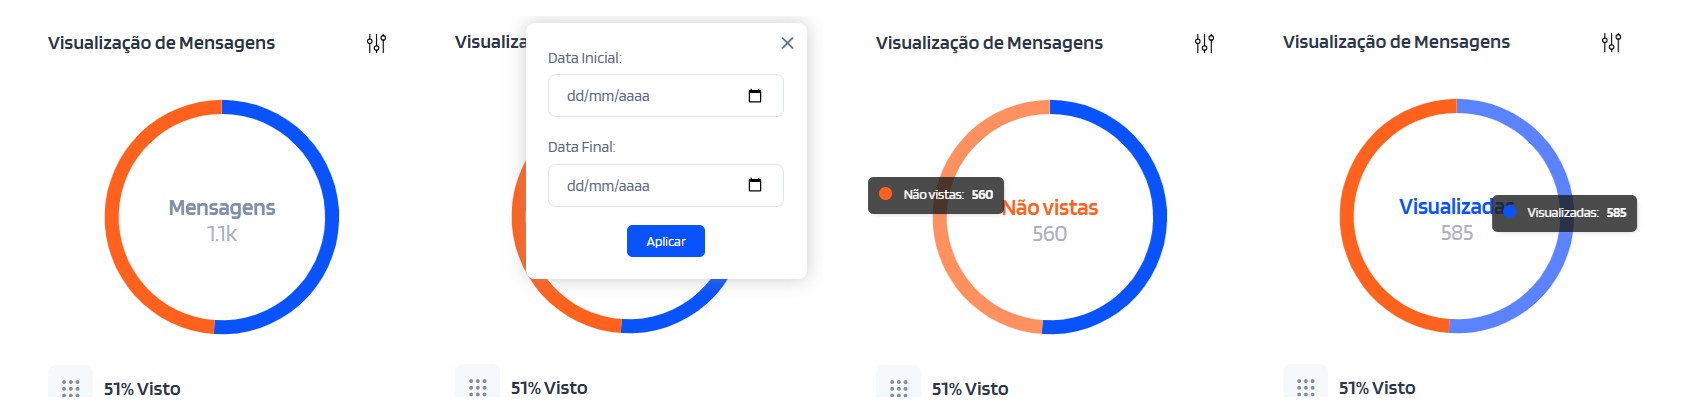 Visualização de Mensagens
Mensagens
1.1k
51% Visto
Visualiza
Data Inicial:
dd/mm/aaaa
Data Final:
dd/mm/aaaa
Aplicar
51% Visto
Visualização de Mensagens
Não vistas: 560
Não vistas
560
51% Visto
Visualização de Mensagens
Visualizadas
Visualizadas: 585
585
51% Visto